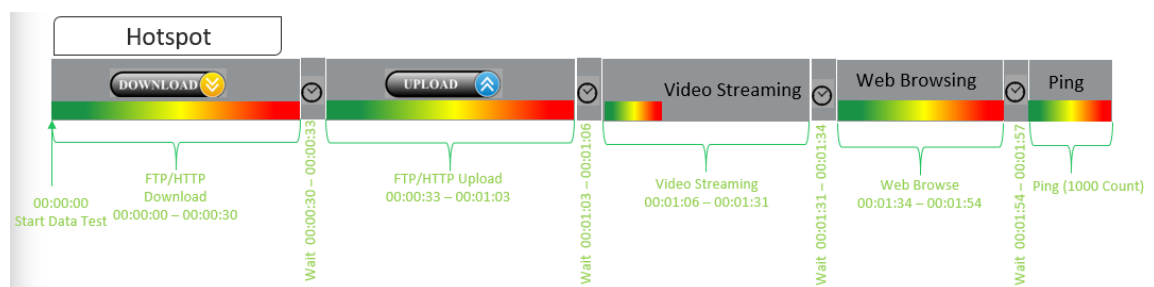 Hotspot
DOWNLOAD
UPLOAD
Video Streaming
Web Browsing
Ping
00:00:00
Start Data Test
FTP/HTTP
Download
00:00:00 – 00:00:30
Wait 00:00:30 – 00:00:33
FTP/HTTP Upload
00:00:33 – 00:01:03
Wait 00:01:03 – 00:01:06
Video Streaming
00:01:06 – 00:01:31
Wait 00:01:31 – 00:01:34
Web Browse
00:01:34 – 00:01:54
Wait 00:01:54 – 00:01:57
Ping (1000 Count)